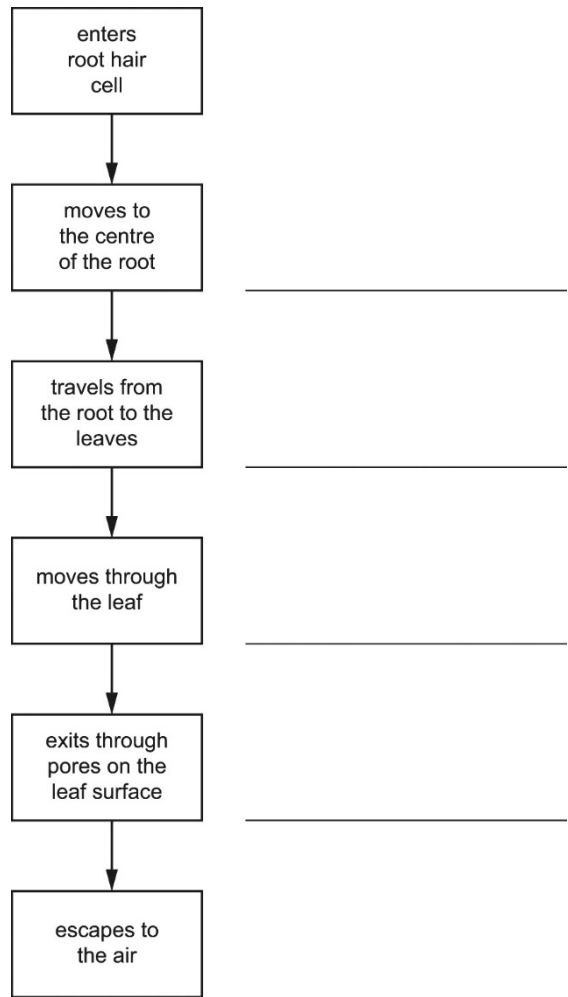 enters
root hair
cell
moves to
the centre
of the root
travels from
the root to the
leaves
moves through
the leaf
exits through
pores on the
leaf surface
escapes to
the air